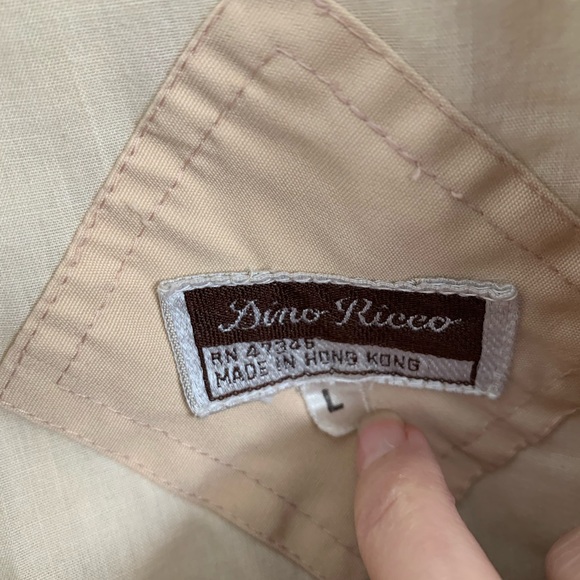 Dino Ricco
RN 47346
MADE IN HONG KONG
L